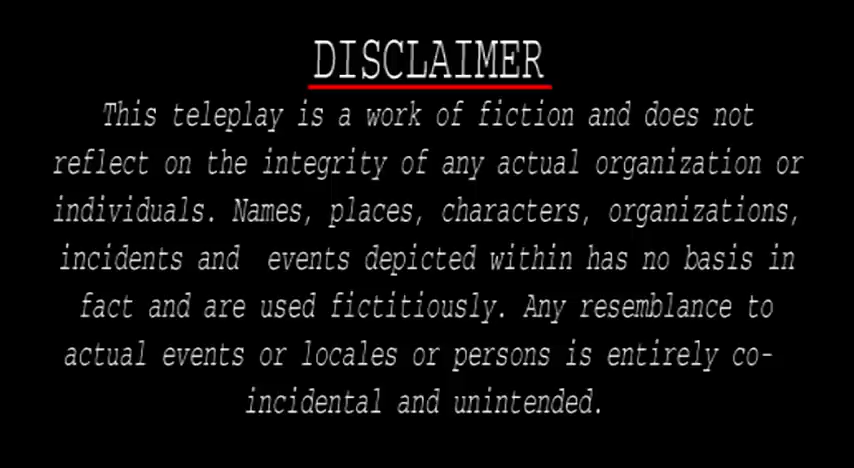 DISCLAIMER
This teleplay is a work of fiction and does not
reflect on the integrity of any actual organization or
individuals. Names, places, characters, organizations,
incidents and events depicted within has no basis in
fact and are used fictitiously. Any resemblance to
actual events or locales or persons is entirely co-
incidental and unintended.